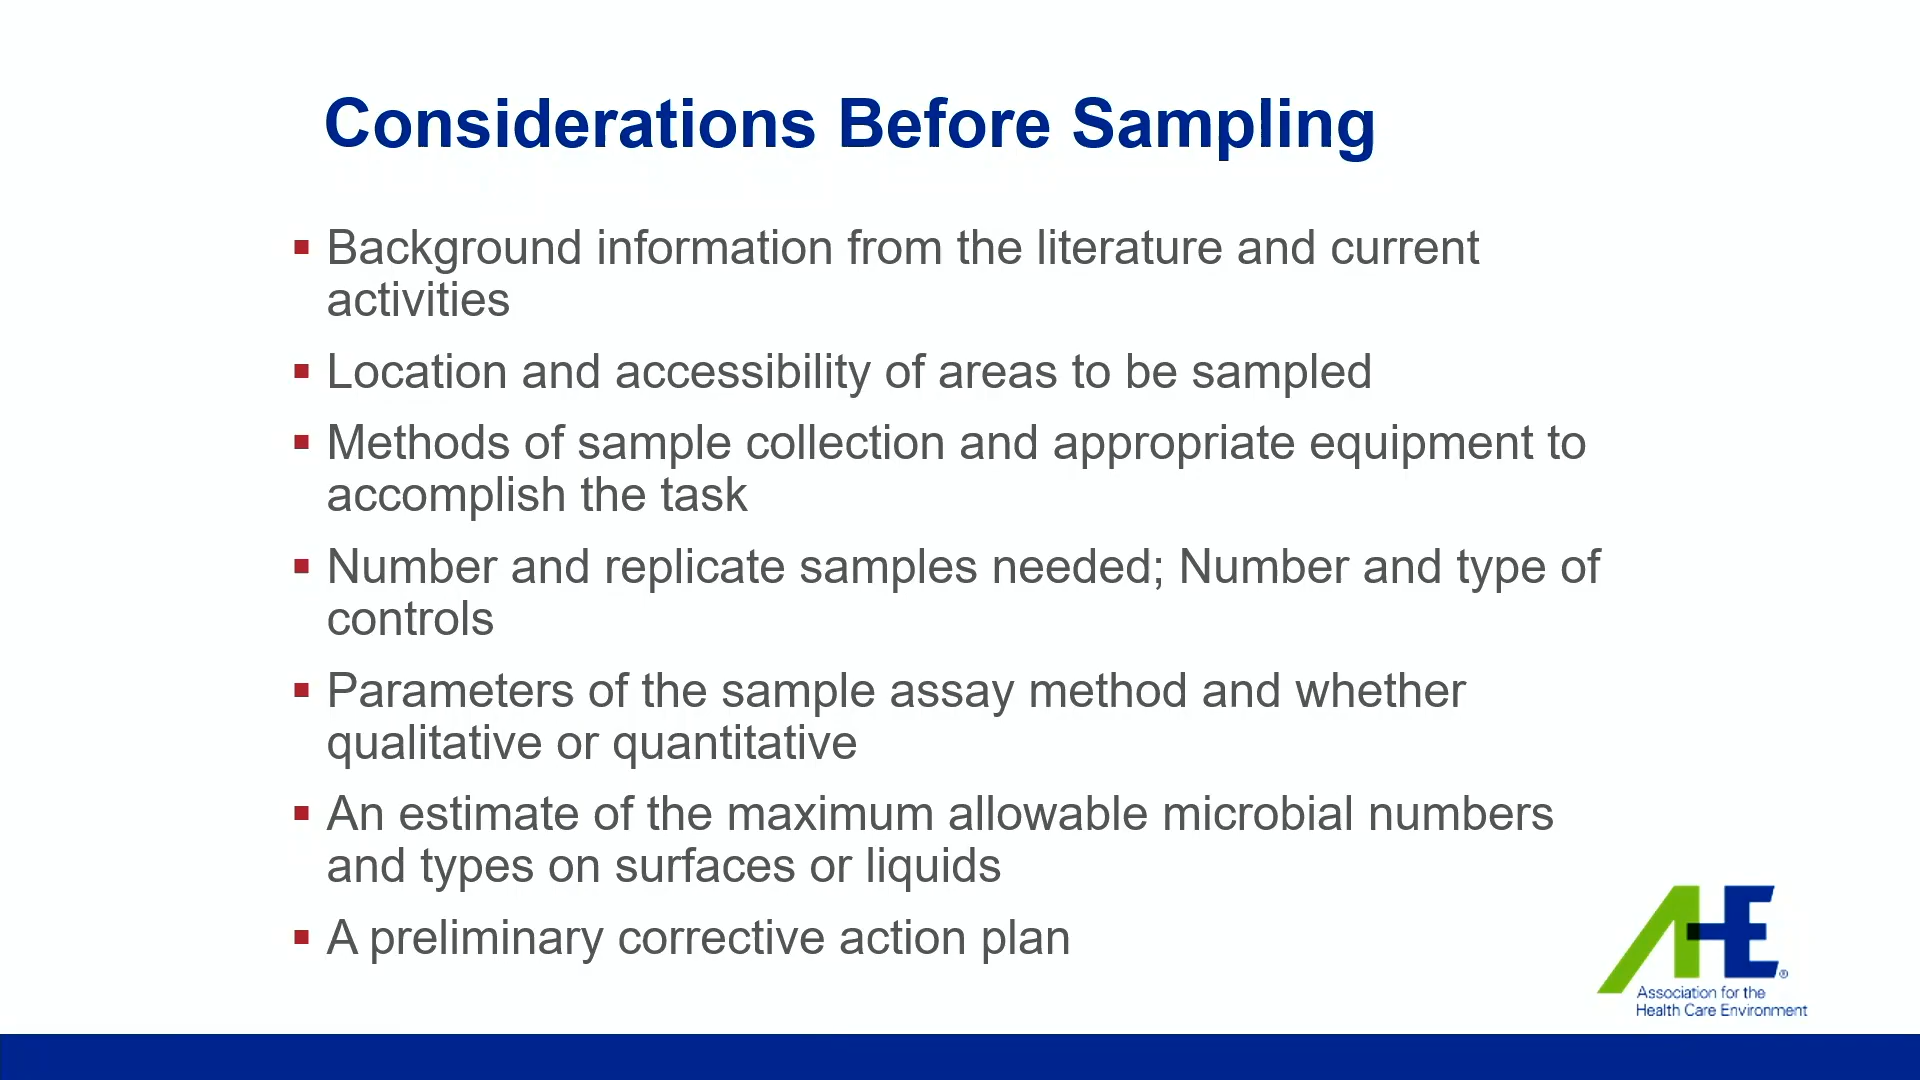 Considerations Before Sampling
Background information from the literature and current
activities
Location and accessibility of areas to be sampled
Methods of sample collection and appropriate equipment to
accomplish the task
Number and replicate samples needed; Number and type of
controls
Parameters of the sample assay method and whether
qualitative or quantitative
An estimate of the maximum allowable microbial numbers
and types on surfaces or liquids
A preliminary corrective action plan
AHE®
Association for the
Health Care Environment